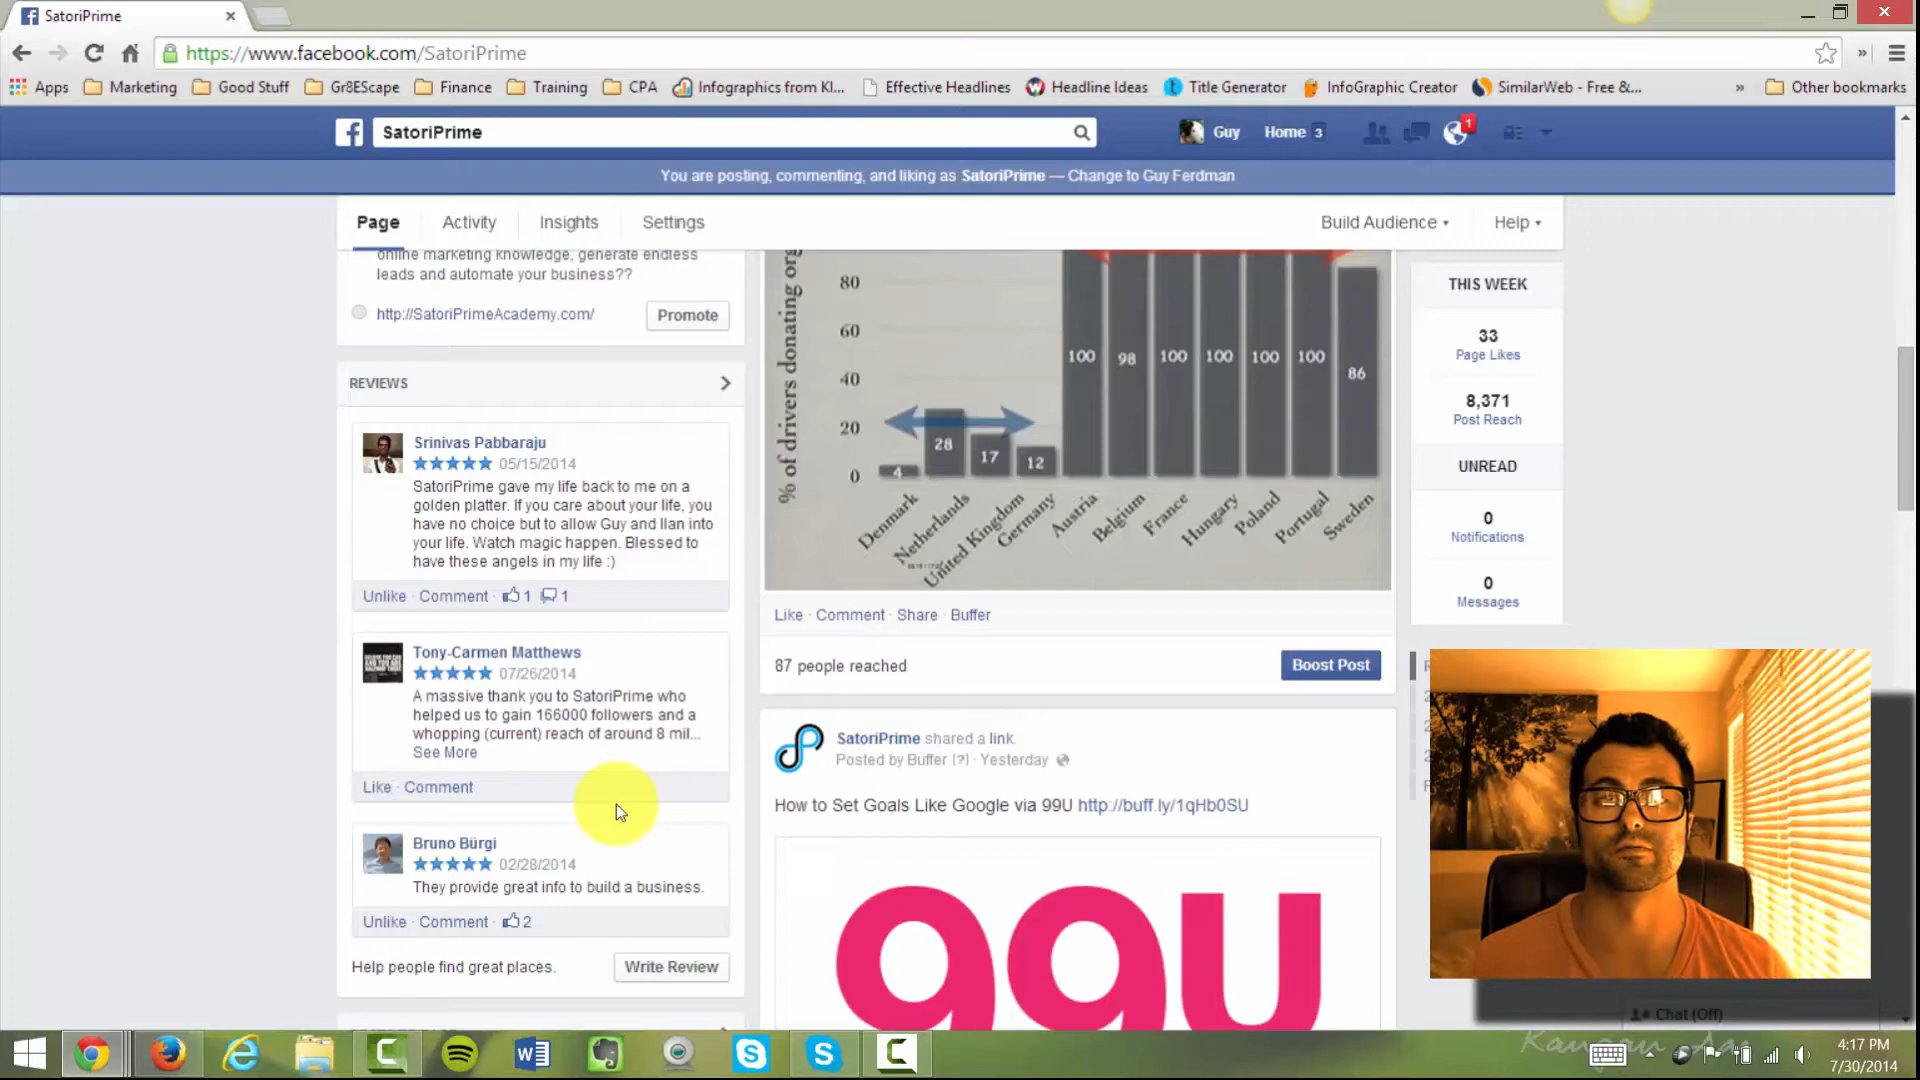 SatoriPrime
https://www.facebook.com/SatoriPrime
Apps Marketing Good Stuff Gr8EScape Finance Training CPA Infographics from Kl... Effective Headlines Headline Ideas Title Generator InfoGraphic Creator SimilarWeb - Free &... » Other bookmarks
SatoriPrime
Guy Home 3 1
You are posting, commenting, and liking as SatoriPrime — Change to Guy Ferdman
Page Activity Insights Settings Build Audience Help
online marketing knowledge, generate endless
leads and automate your business??
http://SatoriPrimeAcademy.com/ Promote
REVIEWS
Srinivas Pabbaraju
05/15/2014
SatoriPrime gave my life back to me on a
golden platter. If you care about your life, you
have no choice but to allow Guy and Ilan into
your life. Watch magic happen. Blessed to
have these angels in my life :)
Unlike · Comment · 1 1
Tony-Carmen Matthews
07/26/2014
A massive thank you to SatoriPrime who
helped us to gain 166000 followers and a
whopping (current) reach of around 8 mil...
See More
Like · Comment
Bruno Bürgi
02/28/2014
They provide great info to build a business.
Unlike · Comment · 2
Help people find great places. Write Review
% of drivers donating
80
60
40
20
0
4 28 17 12 100 98 100 100 100 100 86
Denmark Netherlands United Kingdom Germany Austria Belgium France Hungary Poland Portugal Sweden
Like · Comment · Share · Buffer
87 people reached Boost Post
SatoriPrime shared a link.
Posted by Buffer [?] · Yesterday
How to Set Goals Like Google via 99U http://buff.ly/1qHb0SU
99U
THIS WEEK
33
Page Likes
8,371
Post Reach
UNREAD
0
Notifications
0
Messages
Chat (Off)
4:17 PM
7/30/2014